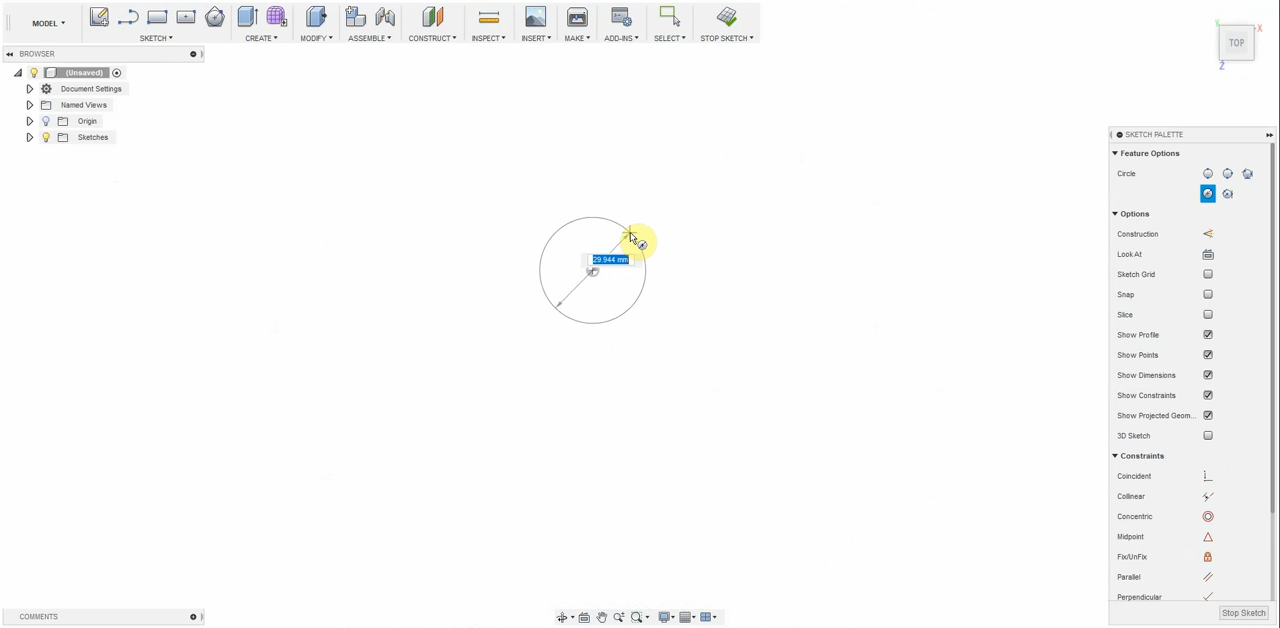 MODEL
SKETCH
CREATE
MODIFY
ASSEMBLE
CONSTRUCT
INSPECT
INSERT
MAKE
ADD-INS
SELECT
STOP SKETCH
BROWSER
(Unsaved)
Document Settings
Named Views
Origin
Sketches
Y
X
TOP
Z
29.944 mm
SKETCH PALETTE
Feature Options
Circle
Options
Construction
Look At
Sketch Grid
Snap
Slice
Show Profile
Show Points
Show Dimensions
Show Constraints
Show Projected Geom...
3D Sketch
Constraints
Coincident
Collinear
Concentric
Midpoint
Fix/UnFix
Parallel
Perpendicular
Stop Sketch
COMMENTS